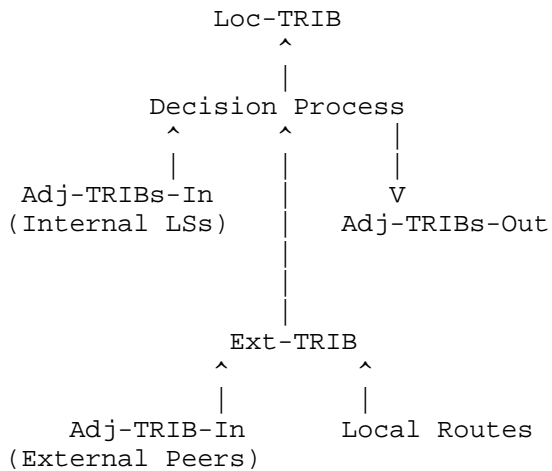 Loc-TRIB
Decision Process
Adj-TRIBs-In
(Internal LSs)
V
Adj-TRIBs-Out
Ext-TRIB
Adj-TRIB-In
(External Peers)
Local Routes